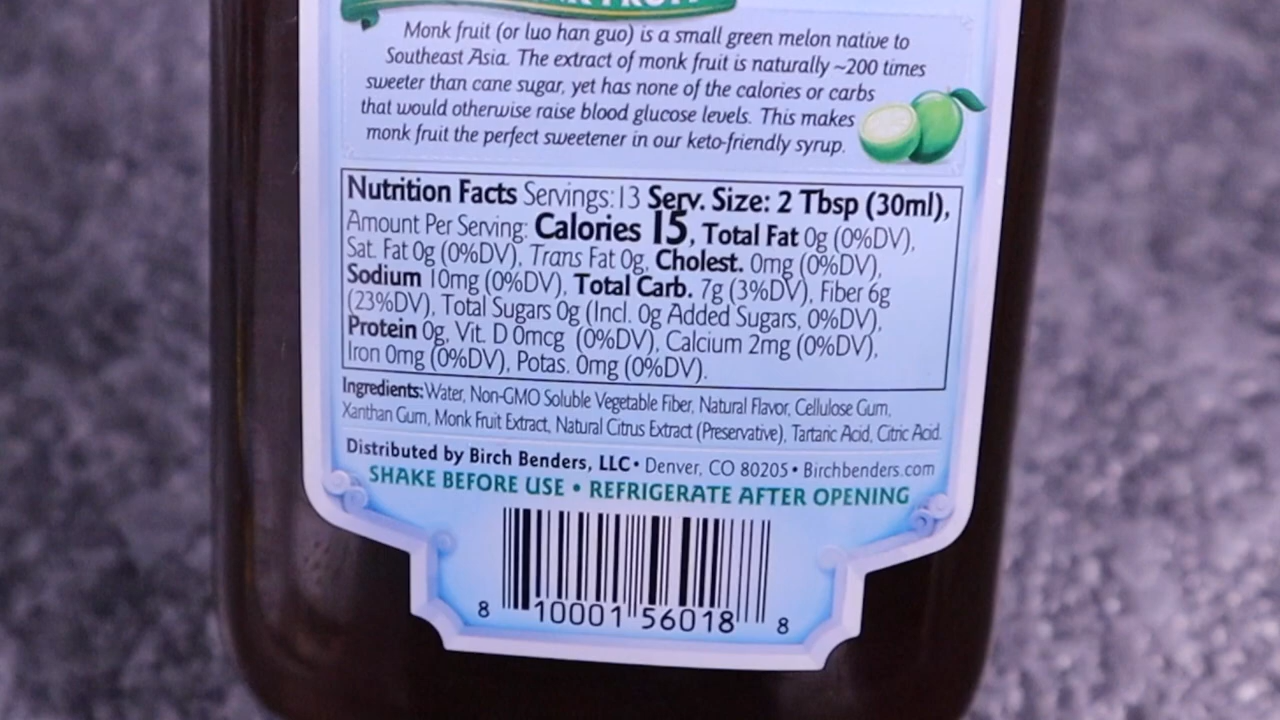 Monk fruit (or luo han guo) is a small green melon native to
Southeast Asia. The extract of monk fruit is naturally ~200 times
sweeter than cane sugar, yet has none of the calories or carbs
that would otherwise raise blood glucose levels. This makes
monk fruit the perfect sweetener in our keto-friendly syrup.
Nutrition Facts Servings: 13 Serv. Size: 2 Tbsp (30ml),
Amount Per Serving: Calories 15, Total Fat 0g (0%DV),
Sat. Fat 0g (0%DV), Trans Fat 0g, Cholest. 0mg (0%DV),
Sodium 10mg (0%DV), Total Carb. 7g (3%DV), Fiber 6g
(23%DV), Total Sugars 0g (Incl. 0g Added Sugars, 0%DV),
Protein 0g, Vit. D 0mcg (0%DV), Calcium 2mg (0%DV),
Iron 0mg (0%DV), Potas. 0mg (0%DV).
Ingredients: Water, Non-GMO Soluble Vegetable Fiber, Natural Flavor, Cellulose Gum,
Xanthan Gum, Monk Fruit Extract, Natural Citrus Extract (Preservative), Tartaric Acid, Citric Acid.
Distributed by Birch Benders, LLC • Denver, CO 80205 • Birchbenders.com
SHAKE BEFORE USE • REFRIGERATE AFTER OPENING
8 10001 56018 8